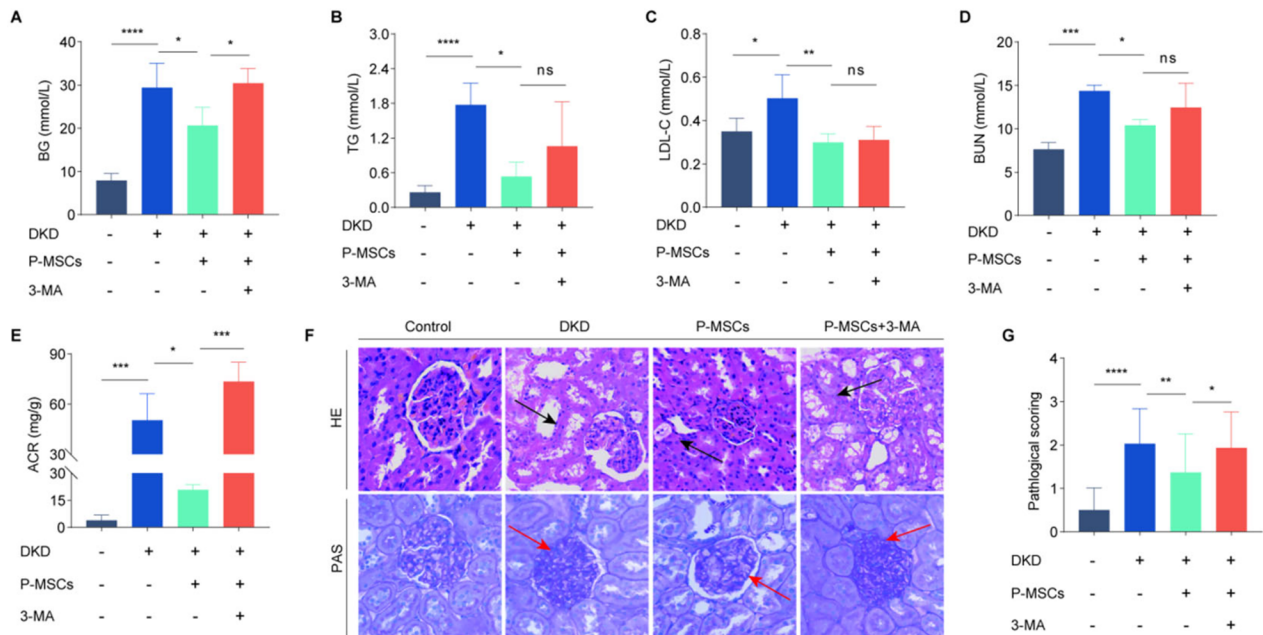 A
BG (mmol/L)
40
30
20
10
0
****
*
*
DKD - + + +
P-MSCs - - + +
3-MA - - - +
B
TG (mmol/L)
3.0
2.4
1.8
1.2
0.6
0.0
****
*
ns
DKD - + + +
P-MSCs - - + +
3-MA - - - +
C
LDL-C (mmol/L)
0.8
0.6
0.4
0.2
0.0
*
**
ns
DKD - + + +
P-MSCs - - + +
3-MA - - - +
D
BUN (mmol/L)
20
15
10
5
0
***
*
ns
DKD - + + +
P-MSCs - - + +
3-MA - - - +
E
ACR (mg/g)
90
60
30
30
15
0
***
*
***
DKD - + + +
P-MSCs - - + +
3-MA - - - +
F
Control DKD P-MSCs P-MSCs+3-MA
HE
PAS
G
Pathlogical scoring
4
3
2
1
0
****
**
*
DKD - + + +
P-MSCs - - + +
3-MA - - - +